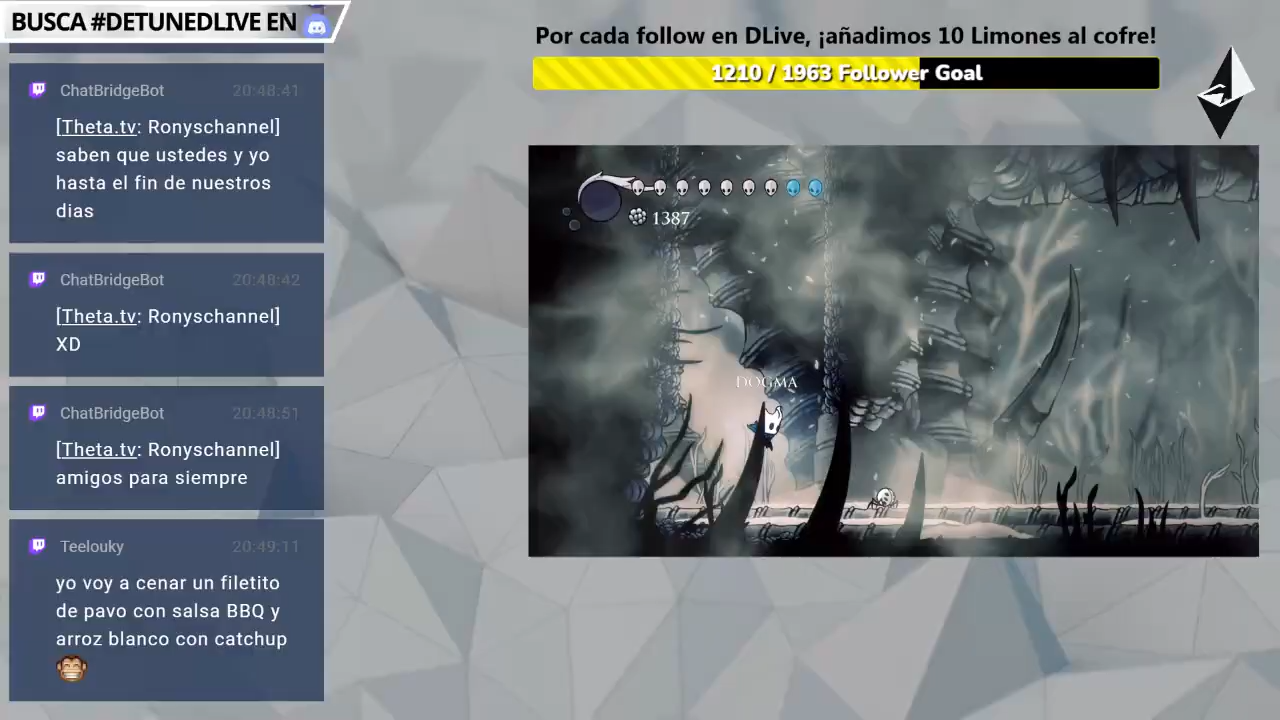 BUSCA #DETUNEDLIVE EN
ChatBridgeBot 20:48:41
[Theta.tv: Ronyschannel]
saben que ustedes y yo
hasta el fin de nuestros
dias
ChatBridgeBot 20:48:42
[Theta.tv: Ronyschannel]
XD
ChatBridgeBot 20:48:51
[Theta.tv: Ronyschannel]
amigos para siempre
Teelouky 20:49:11
yo voy a cenar un filetito
de pavo con salsa BBQ y
arroz blanco con catchup
Por cada follow en DLive, ¡añadimos 10 Limones al cofre!
1210 / 1963 Follower Goal
1387
DOGMA